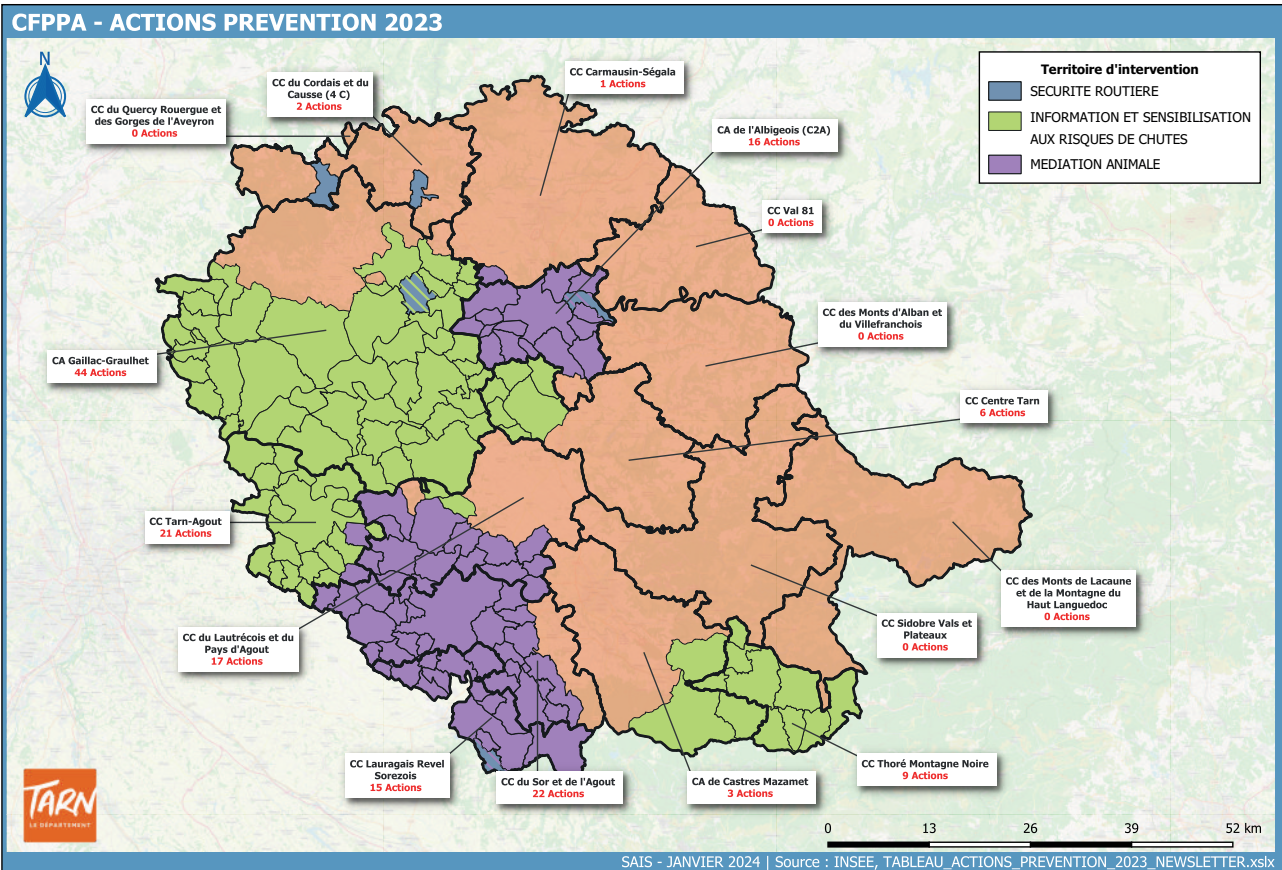 CFPPA - ACTIONS PREVENTION 2023
N
CC du Quercy Rouergue et
des Gorges de l'Aveyron
0 Actions
CC du Cordais et du
Causse (4 C)
2 Actions
CC Carmausin-Ségala
1 Actions
CA de l'Albigeois (C2A)
16 Actions
Territoire d'intervention
SECURITE ROUTIERE
INFORMATION ET SENSIBILISATION
AUX RISQUES DE CHUTES
MEDIATION ANIMALE
CC Val 81
0 Actions
CC des Monts d'Alban et
du Villefranchois
0 Actions
CA Gaillac-Graulhet
44 Actions
CC Centre Tarn
6 Actions
CC Tarn-Agout
21 Actions
CC des Monts de Lacaune
et de la Montagne du
Haut Languedoc
0 Actions
CC Sidobre Vals et
Plateaux
0 Actions
CC du Lautrécois et du
Pays d'Agout
17 Actions
CC Lauragais Revel
Sorezois
15 Actions
CC du Sor et de l'Agout
22 Actions
CA de Castres Mazamet
3 Actions
CC Thoré Montagne Noire
9 Actions
TARN
LE DÉPARTEMENT
0 13 26 39 52 km
SAIS - JANVIER 2024 | Source : INSEE, TABLEAU_ACTIONS_PREVENTION_2023_NEWSLETTER.xslx